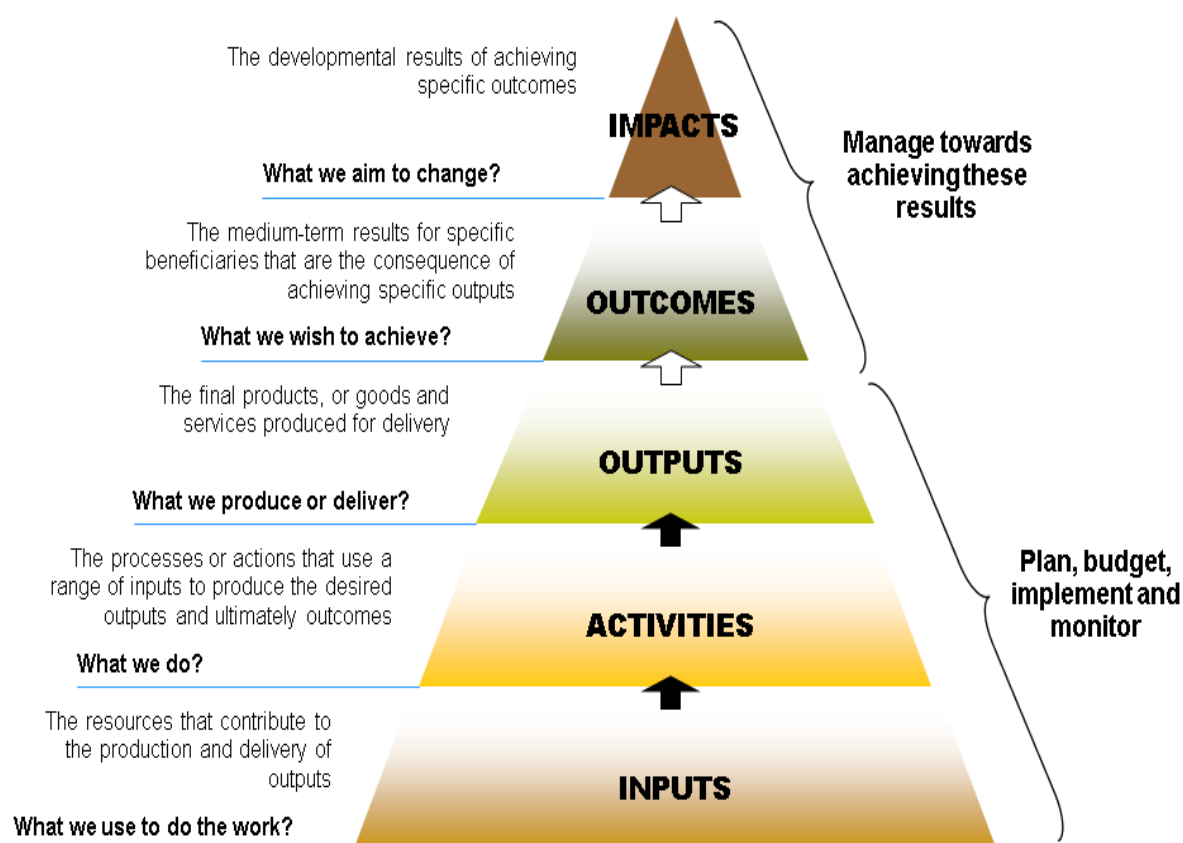 The developmental results of achieving
specific outcomes
IMPACTS
What we aim to change?
Manage towards
achieving these
results
The medium-term results for specific
beneficiaries that are the consequence of
achieving specific outputs
OUTCOMES
What we wish to achieve?
The final products, or goods and
services produced for delivery
OUTPUTS
What we produce or deliver?
The processes or actions that use a
range of inputs to produce the desired
outputs and ultimately outcomes
ACTIVITIES
What we do?
Plan, budget,
implement and
monitor
The resources that contribute to
the production and delivery of
outputs
INPUTS
What we use to do the work?